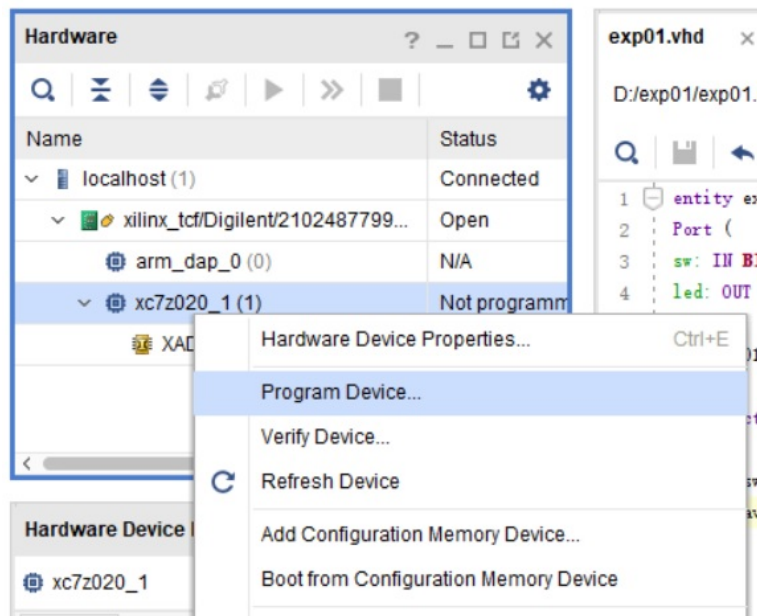 Hardware
exp01.vhd
D:/exp01/exp01.
Name Status
localhost (1) Connected
xilinx_tcf/Digilent/2102487799... Open
arm_dap_0 (0) N/A
xc7z020_1 (1) Not programm
XAD
1 entity ex
2 Port (
3 sw: IN BI
4 led: OUT
Hardware Device Properties... Ctrl+E
Program Device...
Verify Device...
Refresh Device
Add Configuration Memory Device...
Boot from Configuration Memory Device
Hardware Device
xc7z020_1